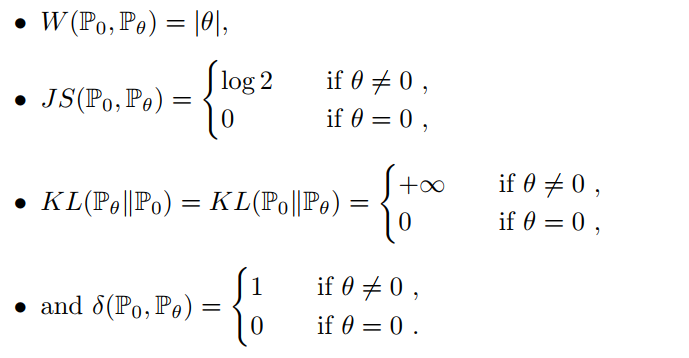 • W(ℙ₀, ℙ_θ) = |θ|,
• JS(ℙ₀, ℙ_θ) = { log 2 if θ ≠ 0 ,
0 if θ = 0 ,
• KL(ℙ_θ‖ℙ₀) = KL(ℙ₀‖ℙ_θ) = { +∞ if θ ≠ 0 ,
0 if θ = 0 ,
• and δ(ℙ₀, ℙ_θ) = { 1 if θ ≠ 0 ,
0 if θ = 0 .